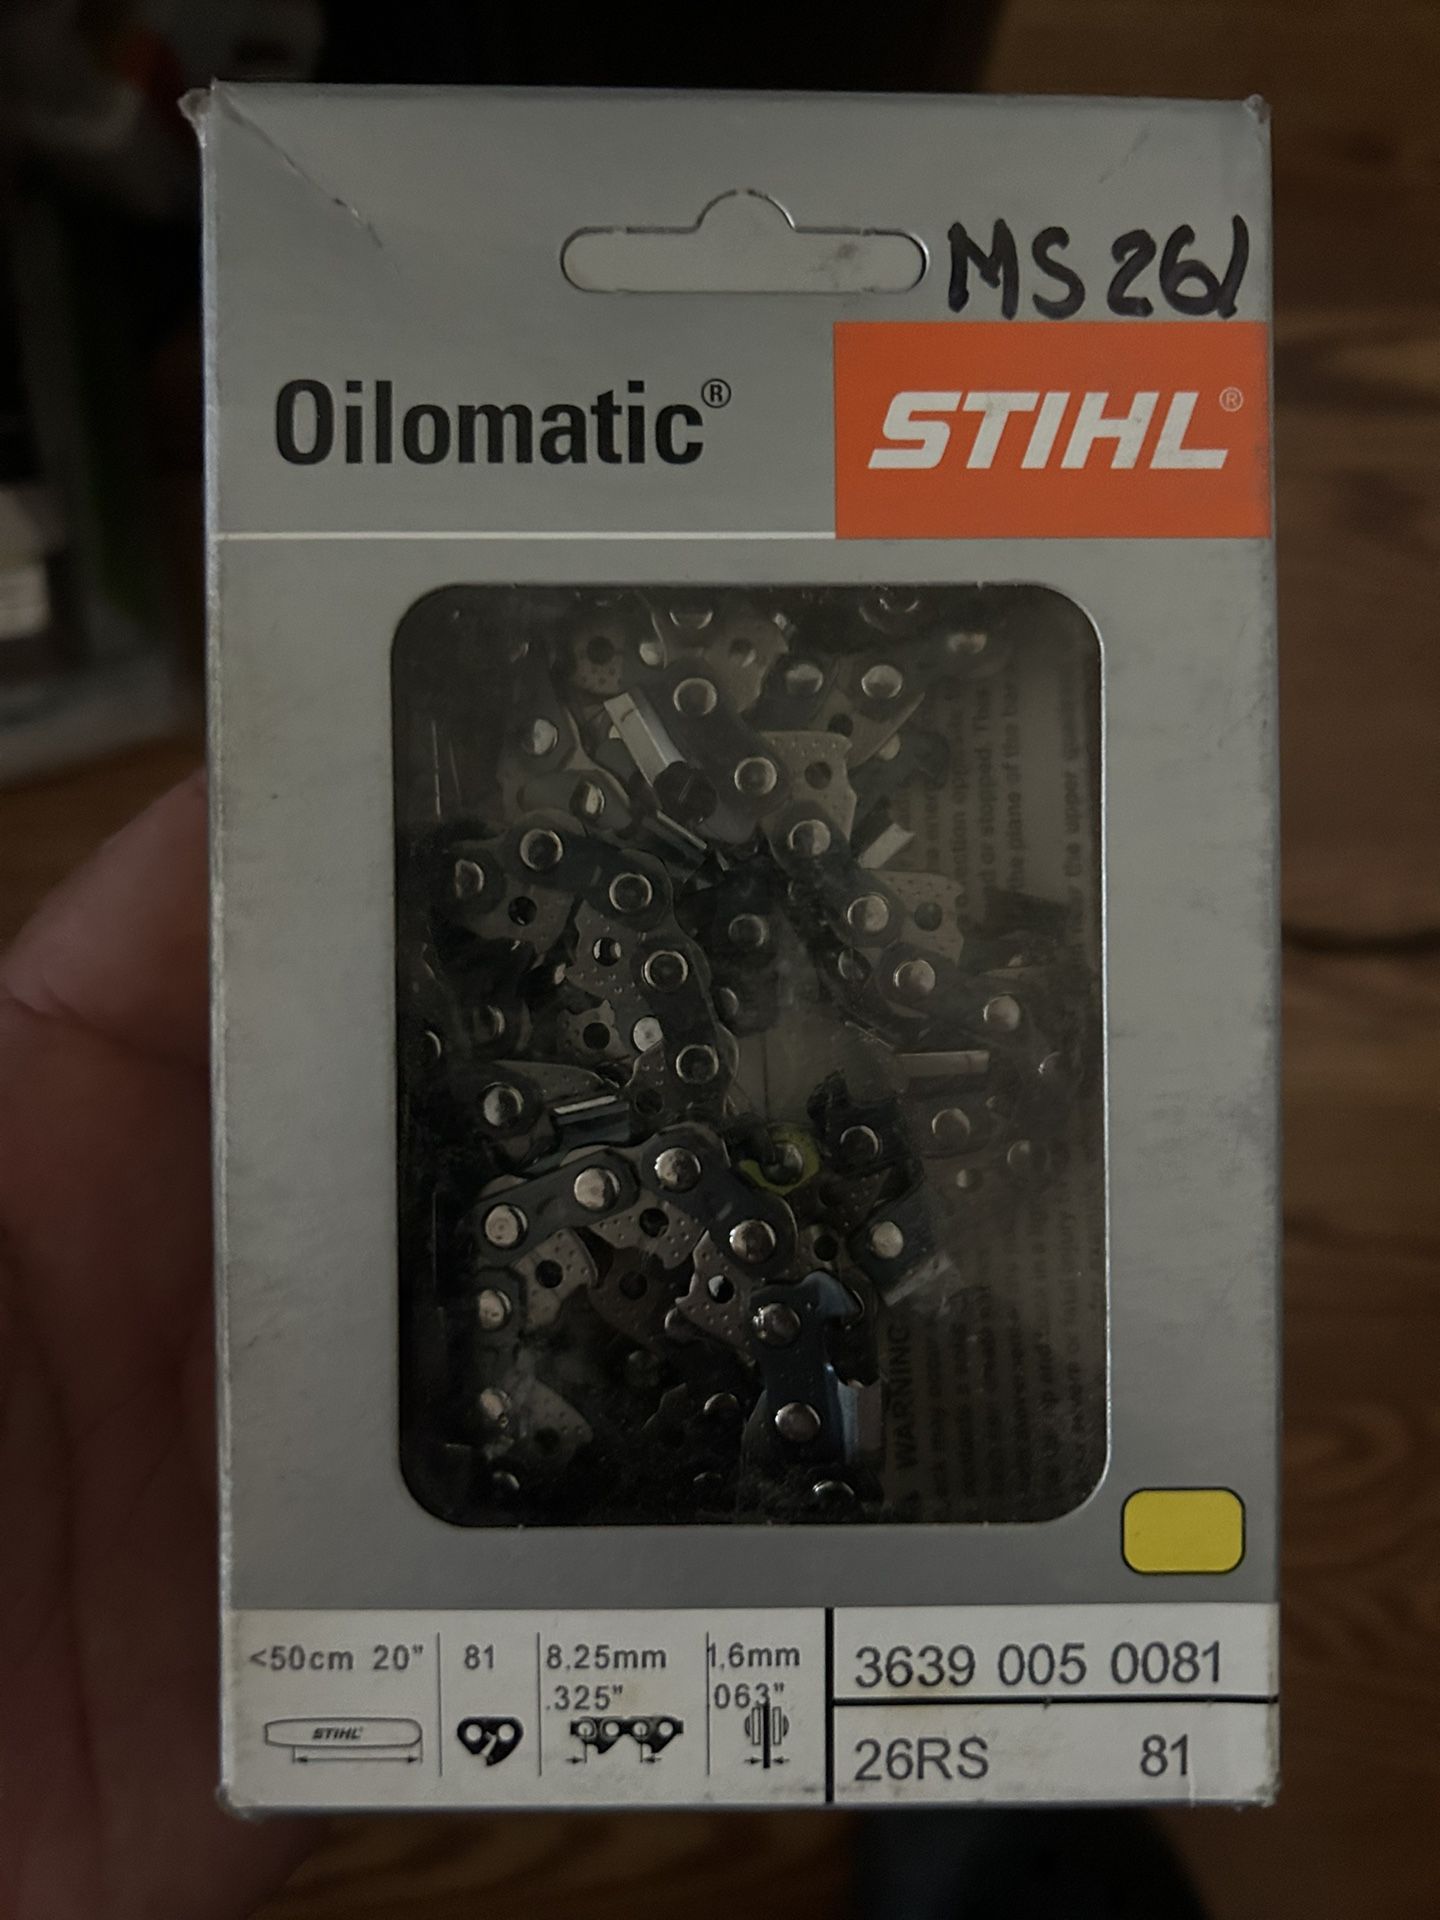 MS 261
Oilomatic®
STIHL®
WARNING
<50cm 20" 81 8,25mm 1,6mm
.325" .063"
STIHL
3639 005 0081
26RS 81